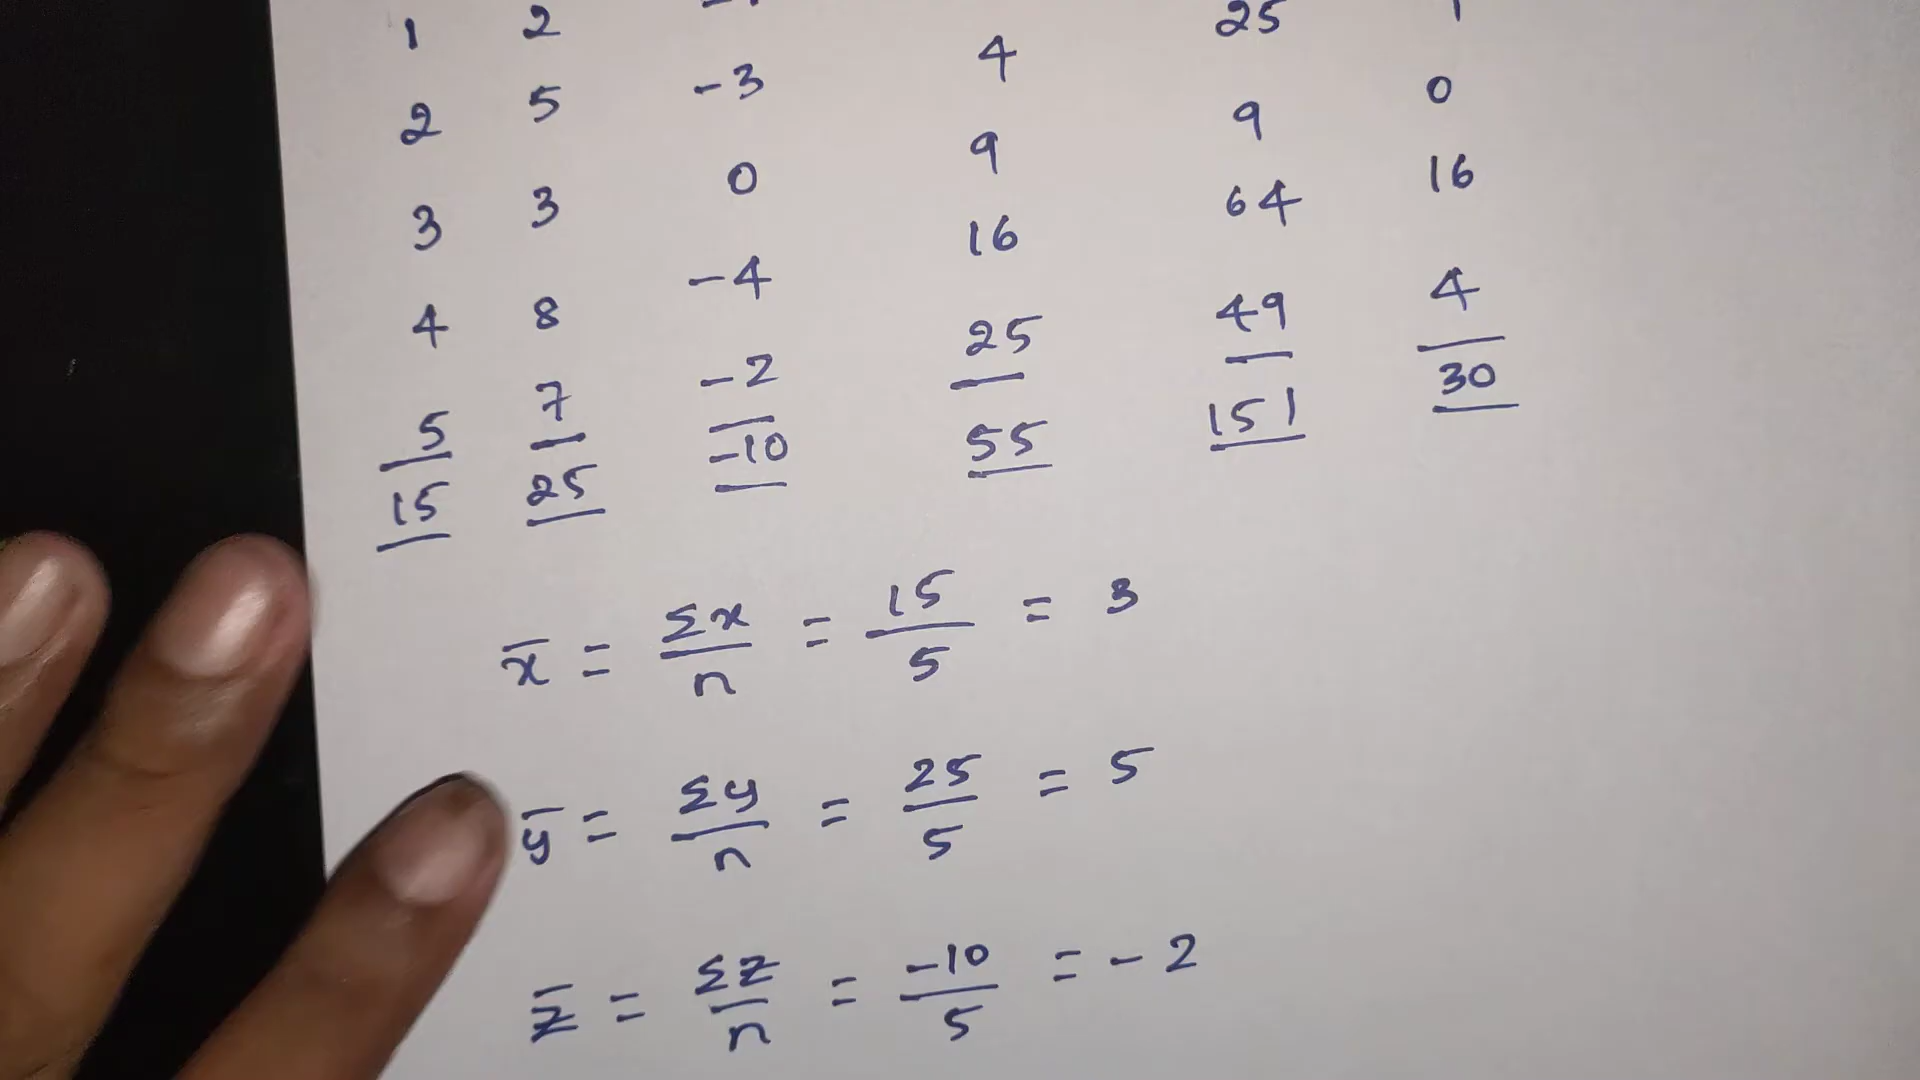 1 2 25
2 5 -3 4 9 0
3 3 0 9 64 16
4 8 -4 16 49 4
5 7 -2 25 151 30
15 25 -10 55
x̄ = Σx/n = 15/5 = 3
ȳ = Σy/n = 25/5 = 5
z̄ = Σz/n = -10/5 = -2